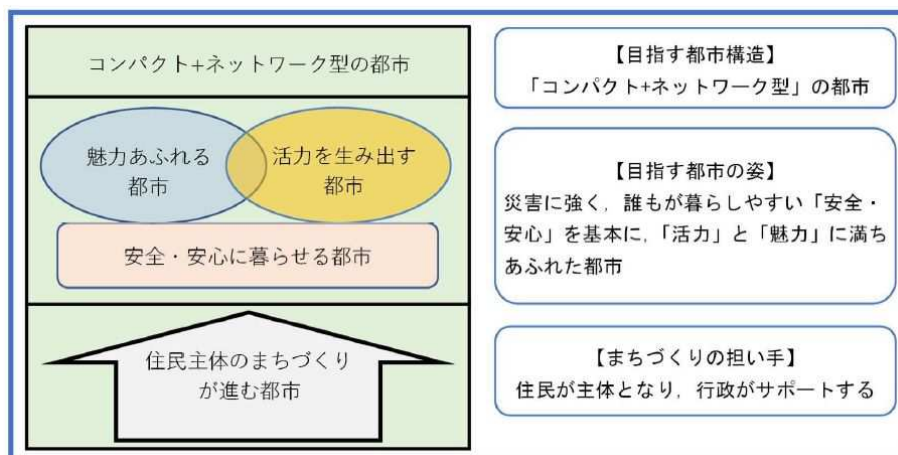 コンパクト+ネットワーク型の都市
魅力あふれる
都市
活力を生み出す
都市
安全・安心に暮らせる都市
住民主体のまちづくり
が進む都市
【目指す都市構造】
「コンパクト+ネットワーク型」の都市
【目指す都市の姿】
災害に強く，誰もが暮らしやすい「安全・
安心」を基本に，「活力」と「魅力」に満ち
あふれた都市
【まちづくりの担い手】
住民が主体となり，行政がサポートする